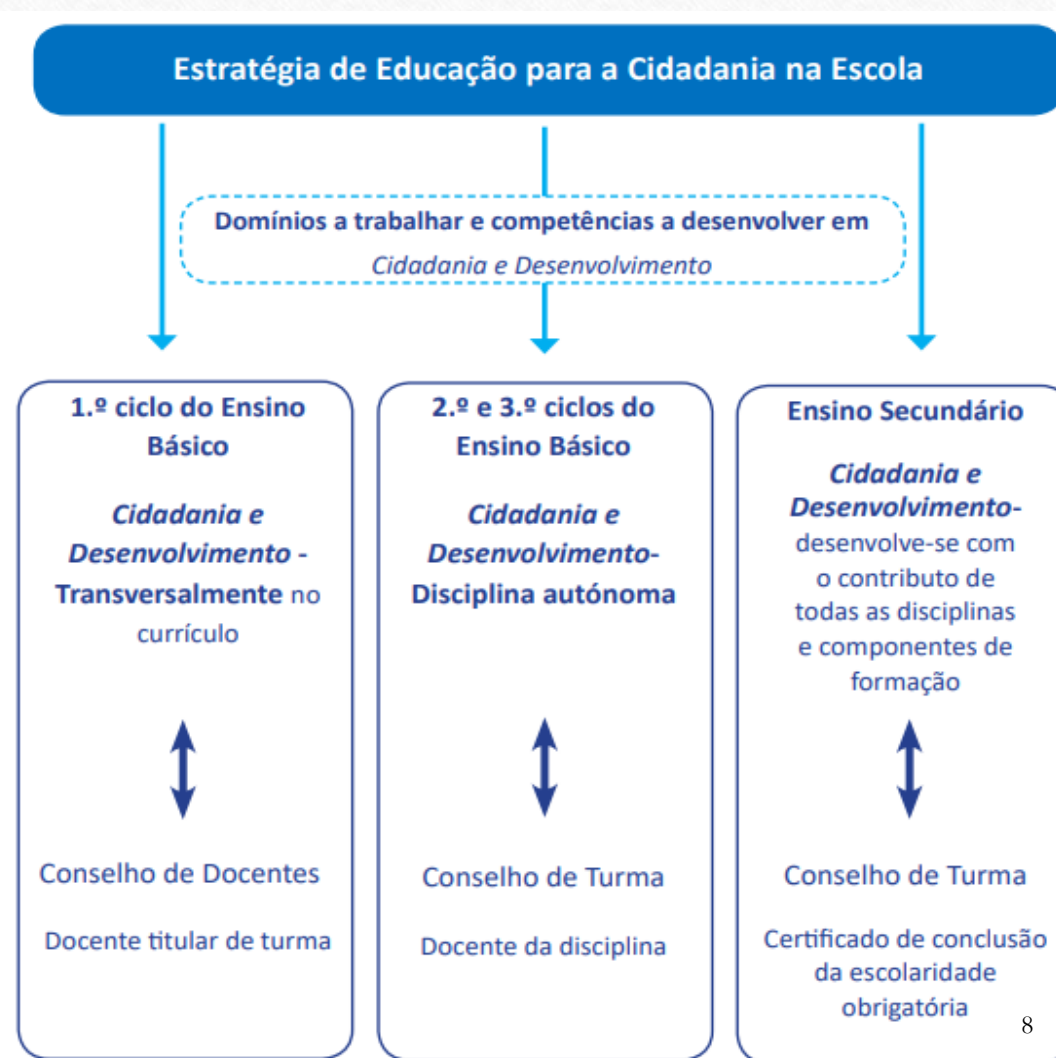 Estratégia de Educação para a Cidadania na Escola
Domínios a trabalhar e competências a desenvolver em
Cidadania e Desenvolvimento
1.º ciclo do Ensino
Básico
Cidadania e
Desenvolvimento -
Transversalmente no
currículo
Conselho de Docentes
Docente titular de turma
2.º e 3.º ciclos do
Ensino Básico
Cidadania e
Desenvolvimento-
Disciplina autónoma
Conselho de Turma
Docente da disciplina
Ensino Secundário
Cidadania e
Desenvolvimento-
desenvolve-se com
o contributo de
todas as disciplinas
e componentes de
formação
Conselho de Turma
Certificado de conclusão
da escolaridade
obrigatória
8